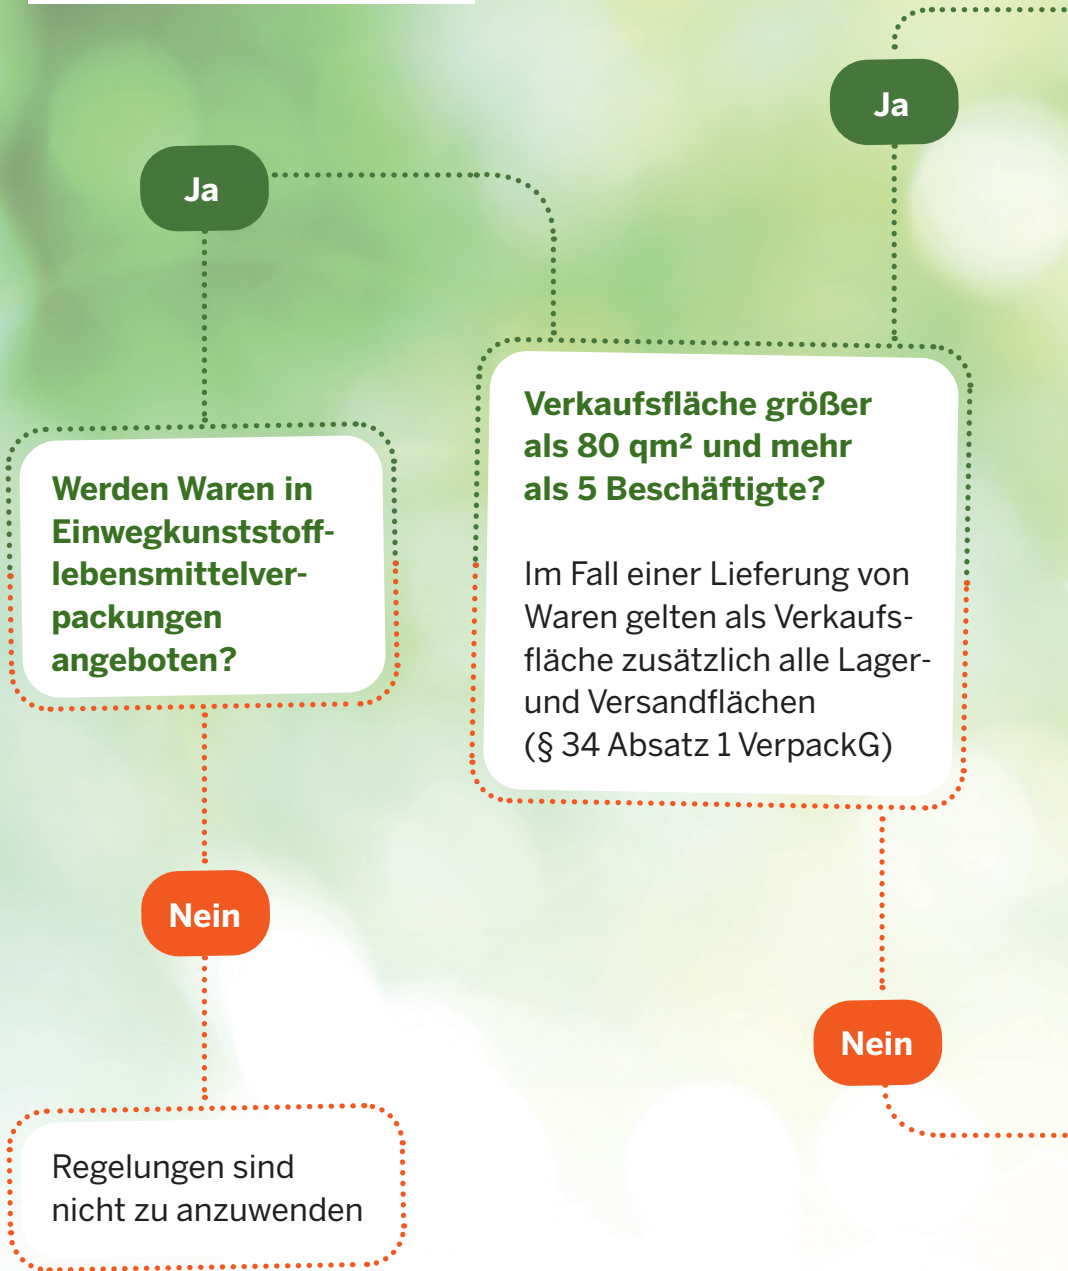 Ja
Ja
Werden Waren in
Einwegkunststoff-
lebensmittelver-
packungen
angeboten?
Verkaufsfläche größer
als 80 qm² und mehr
als 5 Beschäftigte?
Im Fall einer Lieferung von
Waren gelten als Verkaufs-
fläche zusätzlich alle Lager-
und Versandflächen
(§ 34 Absatz 1 VerpackG)
Nein
Nein
Regelungen sind
nicht zu anzuwenden